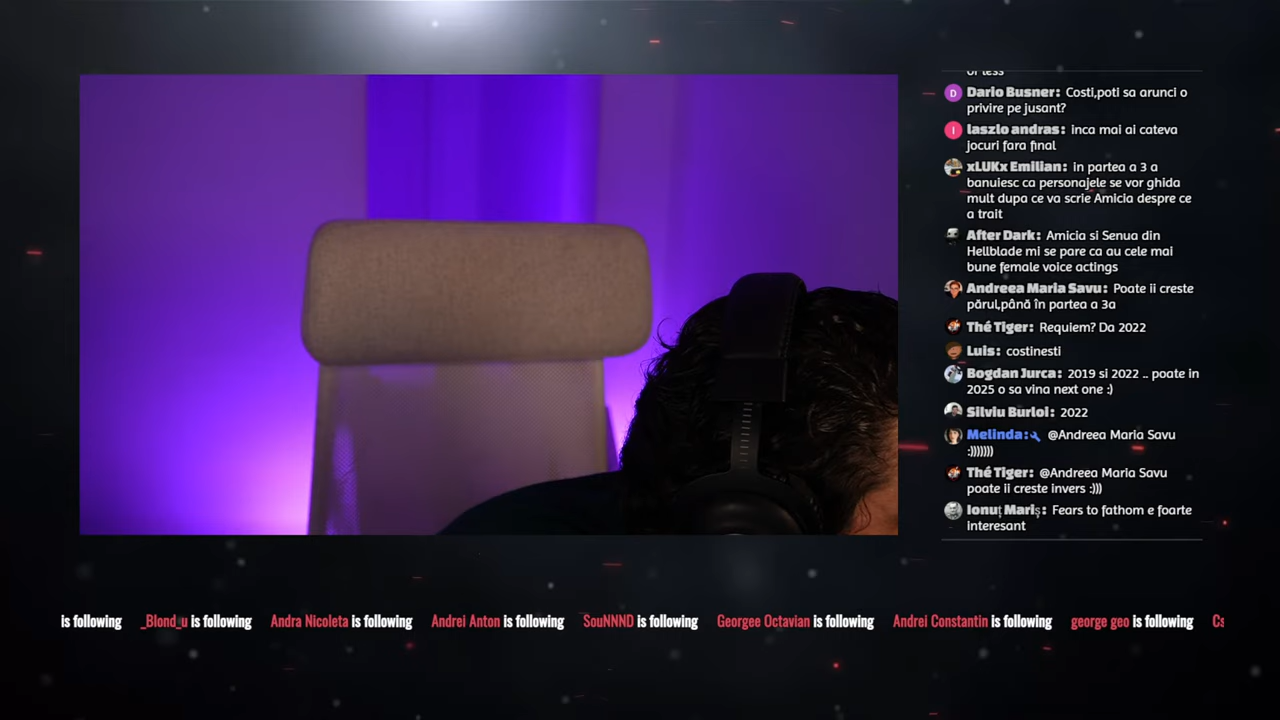 or less
D Dario Busner: Costi,poti sa arunci o
privire pe jusant?
l laszlo andras: inca mai ai cateva
jocuri fara final
xLUKx Emilian: in partea a 3 a
banuiesc ca personajele se vor ghida
mult dupa ce va scrie Amicia despre ce
a trait
After Dark: Amicia si Senua din
Hellblade mi se pare ca au cele mai
bune female voice actings
Andreea Maria Savu: Poate ii creste
părul,până în partea a 3a
Thé Tiger: Requiem? Da 2022
Luis: costinesti
Bogdan Jurca: 2019 si 2022 .. poate in
2025 o sa vina next one :)
Silviu Burloi: 2022
Melinda: @Andreea Maria Savu
:)))))))
Thé Tiger: @Andreea Maria Savu
poate ii creste invers :)))
Ionuț Mariș: Fears to fathom e foarte
interesant
is following _Blond_u is following Andra Nicoleta is following Andrei Anton is following SouNNND is following Georgee Octavian is following Andrei Constantin is following george geo is following Cs